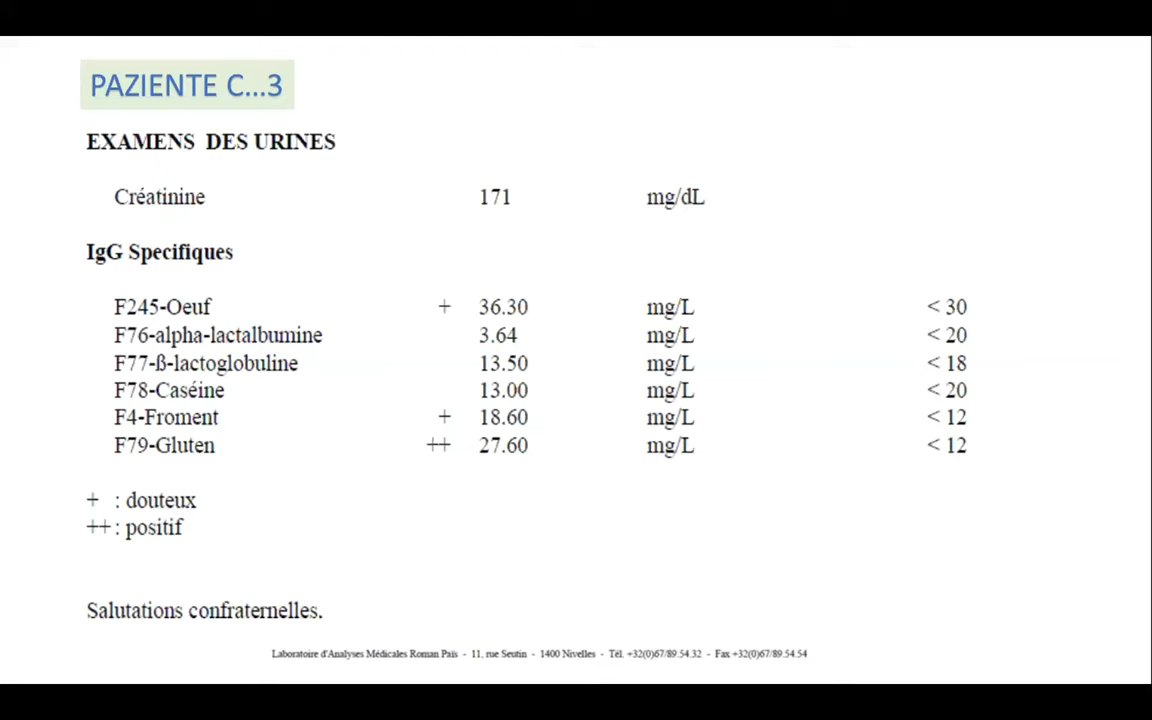 PAZIENTE C...3
EXAMENS DES URINES
Créatinine 171 mg/dL
IgG Specifiques
F245-Oeuf + 36.30 mg/L < 30
F76-alpha-lactalbumine 3.64 mg/L < 20
F77-ß-lactoglobuline 13.50 mg/L < 18
F78-Caséine 13.00 mg/L < 20
F4-Froment + 18.60 mg/L < 12
F79-Gluten ++ 27.60 mg/L < 12
+ : douteux
++ : positif
Salutations confraternelles.
Laboratoire d'Analyses Médicales Roman Païs - 11, rue Seutin - 1400 Nivelles - Tél. +32(0)67/89.54.32 - Fax +32(0)67/89.54.54